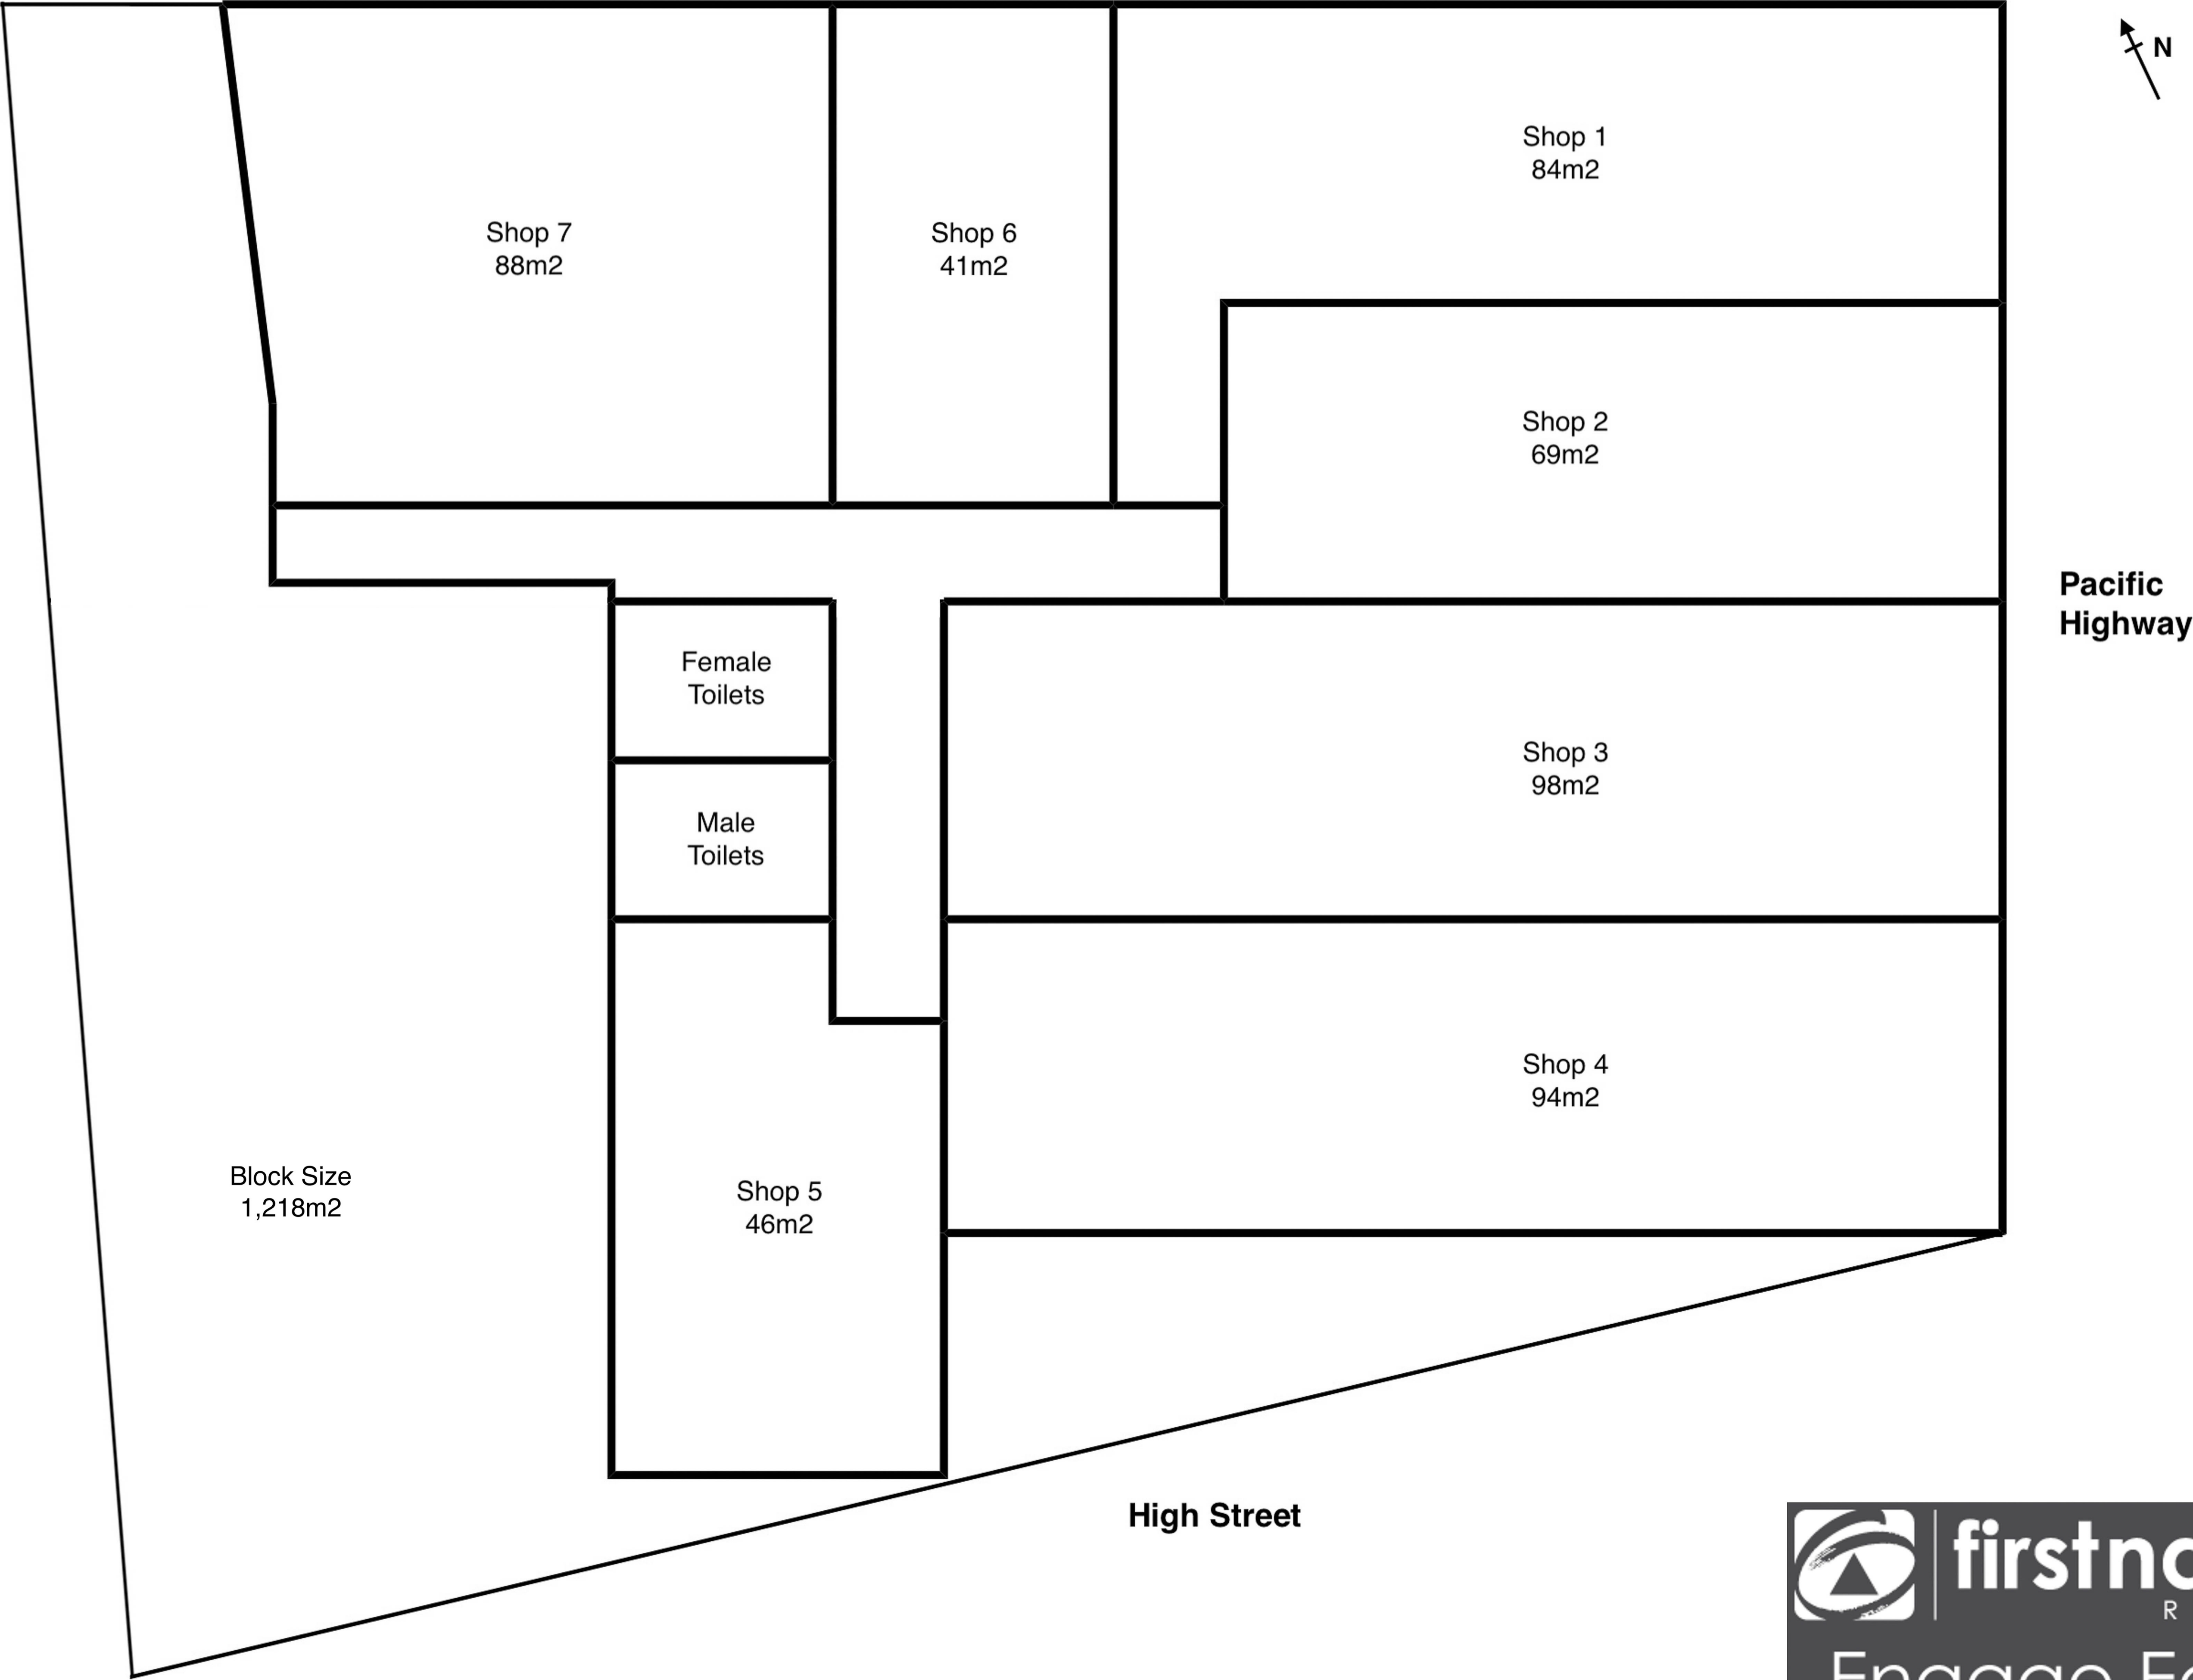 N
Shop 1
84m2
Shop 7
88m2
Shop 6
41m2
Shop 2
69m2
Pacific
Highway
Female
Toilets
Shop 3
98m2
Male
Toilets
Shop 4
94m2
Block Size
1,218m2
Shop 5
46m2
High Street
R
Engage